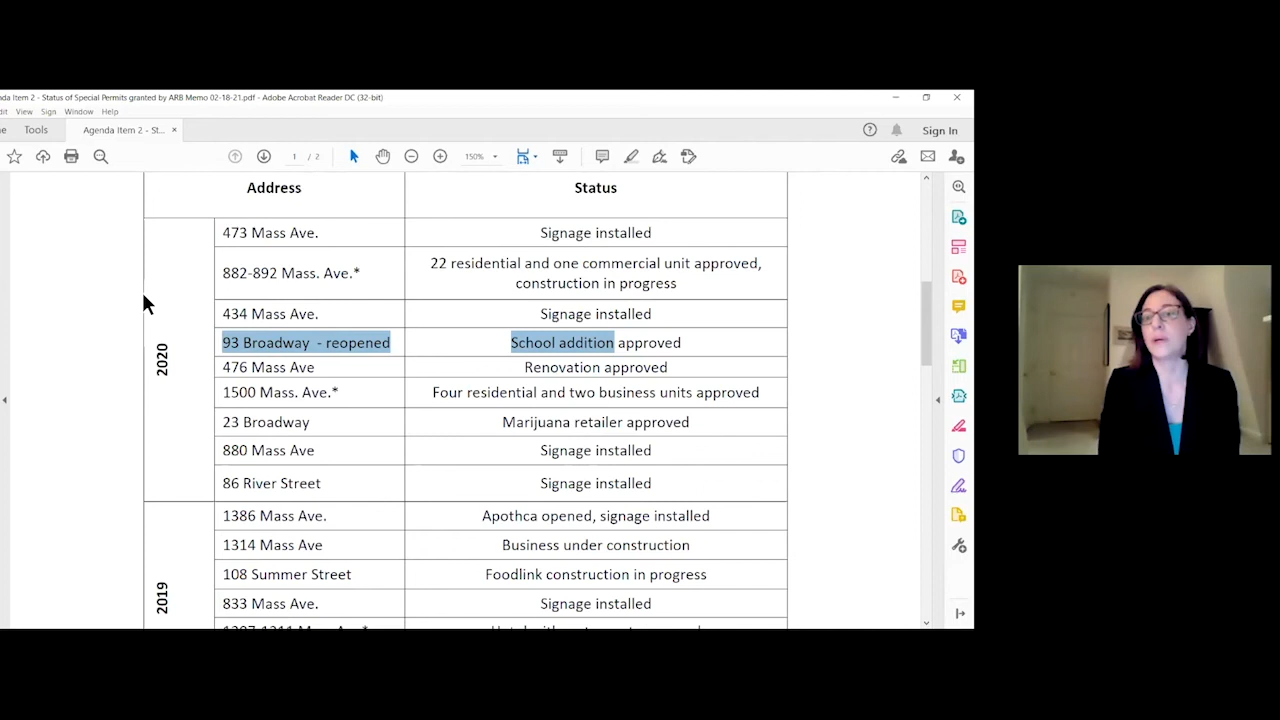 nda Item 2 - Status of Special Permits granted by ARB Memo 02-18-21.pdf - Adobe Acrobat Reader DC (32-bit)
dit View Sign Window Help
ne Tools Agenda Item 2 - St... ×
Sign In
1 / 2 150%
Address Status
2020
473 Mass Ave. Signage installed
882-892 Mass. Ave.* 22 residential and one commercial unit approved,
construction in progress
434 Mass Ave. Signage installed
93 Broadway - reopened School addition approved
476 Mass Ave Renovation approved
1500 Mass. Ave.* Four residential and two business units approved
23 Broadway Marijuana retailer approved
880 Mass Ave Signage installed
86 River Street Signage installed
2019
1386 Mass Ave. Apothca opened, signage installed
1314 Mass Ave Business under construction
108 Summer Street Foodlink construction in progress
833 Mass Ave. Signage installed